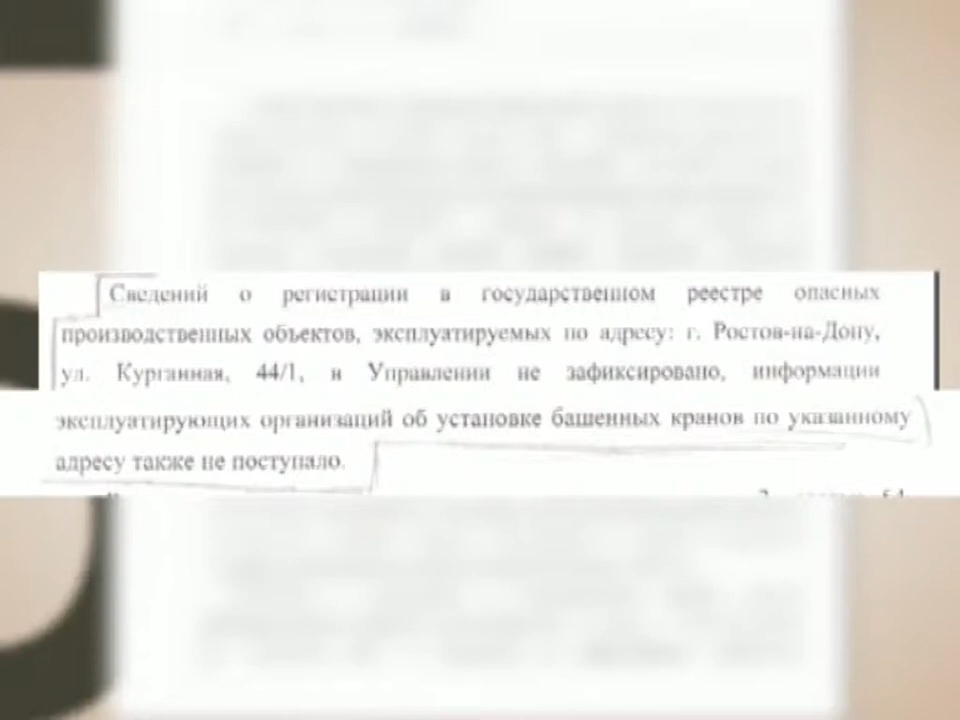 Сведений о регистрации в государственном реестре опасных
производственных объектов, эксплуатируемых по адресу: г. Ростов-на-Дону,
ул. Курганная, 44/1, в Управлении не зафиксировано, информации
эксплуатирующих организаций об установке башенных кранов по указанному
адресу также не поступало.